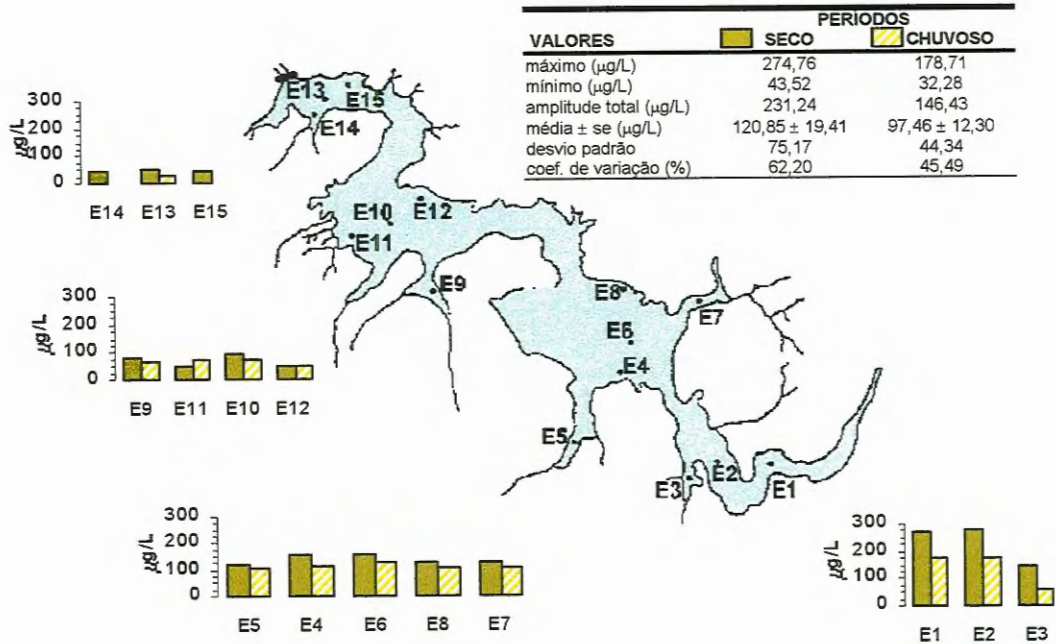 PERÍODOS
VALORES SECO CHUVOSO
máximo (µg/L) 274,76 178,71
mínimo (µg/L) 43,52 32,28
amplitude total (µg/L) 231,24 146,43
média ± se (µg/L) 120,85 ± 19,41 97,46 ± 12,30
desvio padrão 75,17 44,34
coef. de variação (%) 62,20 45,49
E13 E15
E14
300
200
100
0
µg/L
E14 E13 E15
E10 E12
E11
E9
E8
E7
E6
E4
300
200
100
0
µg/L
E9 E11 E10 E12
E5
E3 E2 E1
300
200
100
0
µg/L
E5 E4 E6 E8 E7
300
200
100
0
µg/L
E1 E2 E3